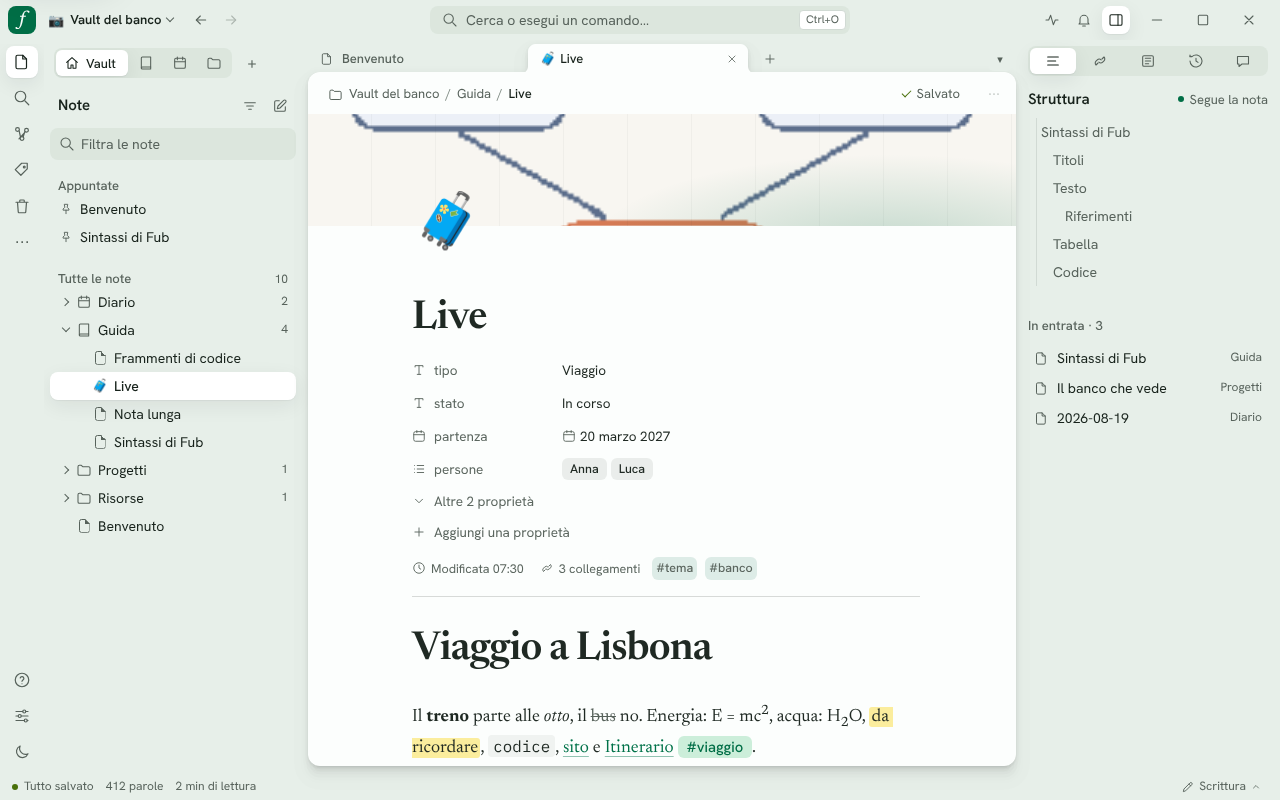 f
Vault del banco
Cerca o esegui un comando...
Ctrl+O
Vault
Note
Filtra le note
Appuntate
Benvenuto
Sintassi di Fub
Tutte le note 10
Diario 2
Guida 4
Frammenti di codice
Live
Nota lunga
Sintassi di Fub
Progetti 1
Risorse 1
Benvenuto
Benvenuto
Live
Vault del banco / Guida / Live
Salvato
Live
tipo Viaggio
stato In corso
partenza 20 marzo 2027
persone Anna Luca
Altre 2 proprietà
Aggiungi una proprietà
Modificata 07:30 3 collegamenti #tema #banco
Viaggio a Lisbona
Il treno parte alle otto, il bus no. Energia: E = mc², acqua: H₂O, da
ricordare, codice, sito e Itinerario #viaggio.
Struttura
Segue la nota
Sintassi di Fub
Titoli
Testo
Riferimenti
Tabella
Codice
In entrata · 3
Sintassi di Fub Guida
Il banco che vede Progetti
2026-08-19 Diario
Tutto salvato 412 parole 2 min di lettura
Scrittura